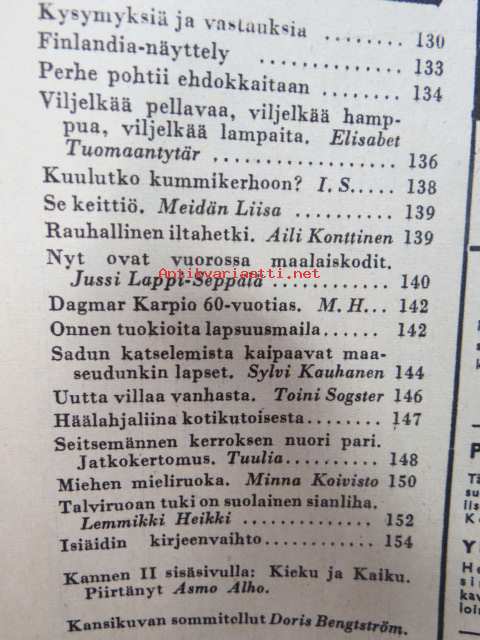 Kysymyksiä ja vastauksia ........ 130
Finlandia-näyttely ............. 133
Perhe pohtii ehdokkaitaan ....... 134
Viljelkää pellavaa, viljelkää hamp-
pua, viljelkää lampaita. Elisabet
Tuomaantytär ................ 136
Kuulutko kummikerhoon? I. S..... 138
Se keittiö. Meidän Liisa .......... 139
Rauhallinen iltahetki. Aili Konttinen 139
Nyt ovat vuorossa maalaiskodit.
Jussi Lappi-Seppälä ............ 140
Antikvariaatti.net
Dagmar Karpio 60-vuotias. M. H... 142
Onnen tuokioita lapsuusmaila...... 142
Sadun katselemista kaipaavat maa-
seudunkin lapset. Sylvi Kauhanen 144
Uutta villaa vanhasta. Toini Sogster 146
Häälahjaliina kotikutoisesta........ 147
Seitsemännen kerroksen nuori pari.
Jatkokertomus. Tuulia.......... 148
Miehen mieliruoka. Minna Koivisto 150
Talviruoan tuki on suolainen sianliha.
Lemmikki Heikki .............. 152
Isiäidin kirjeenvaihto ............ 154
Kannen II sisäsivulla: Kieku ja Kaiku.
Piirtänyt Asmo Alho.
Kansikuvan sommitellut Doris Bengtström.